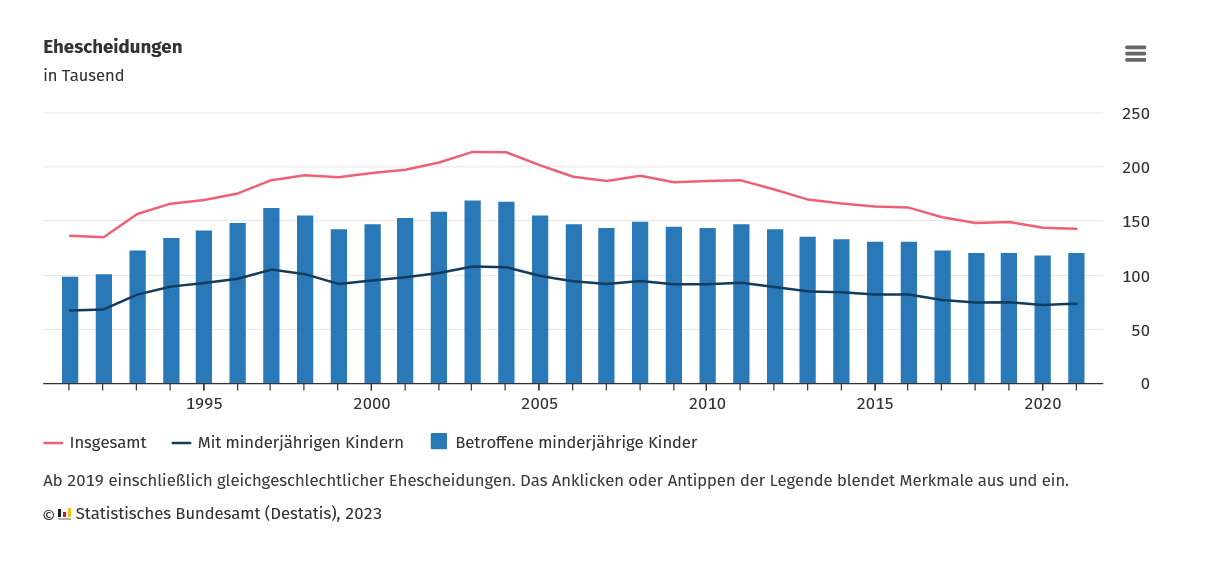 Ehescheidungen
in Tausend
250
200
150
100
50
0
1995 2000 2005 2010 2015 2020
Insgesamt Mit minderjährigen Kindern Betroffene minderjährige Kinder
Ab 2019 einschließlich gleichgeschlechtlicher Ehescheidungen. Das Anklicken oder Antippen der Legende blendet Merkmale aus und ein.
© Statistisches Bundesamt (Destatis), 2023